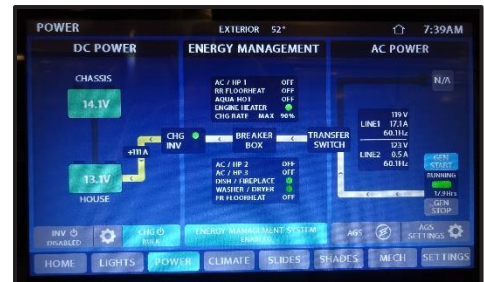 POWER
EXTERIOR 52°
7:39AM
DC POWER
ENERGY MANAGEMENT
AC POWER
CHASSIS
14.1V
AC / HP 1 OFF
RR FLOORHEAT OFF
AQUA-HOT OFF
ENGINE HEATER
CHG RATE MAX 90%
N/A
119 V
LINE1 17.1A
60.1Hz
CHG
INV
BREAKER
BOX
TRANSFER
SWITCH
+111 A
123 V
LINE2 0.5 A
60.1Hz
AC / HP 2 OFF
AC / HP 3 OFF
DISH / FIREPLACE
WASHER / DRYER
FR FLOORHEAT OFF
GEN
START
RUNNING
13.1V
HOUSE
GEN
STOP
INV
DISABLED
CHG
BULK
ENERGY MANAGEMENT SYSTEM
ENABLED
AGS
AGS
SETTINGS
HOME
LIGHTS
POWER
CLIMATE
SLIDES
SHADES
MECH
SETTINGS